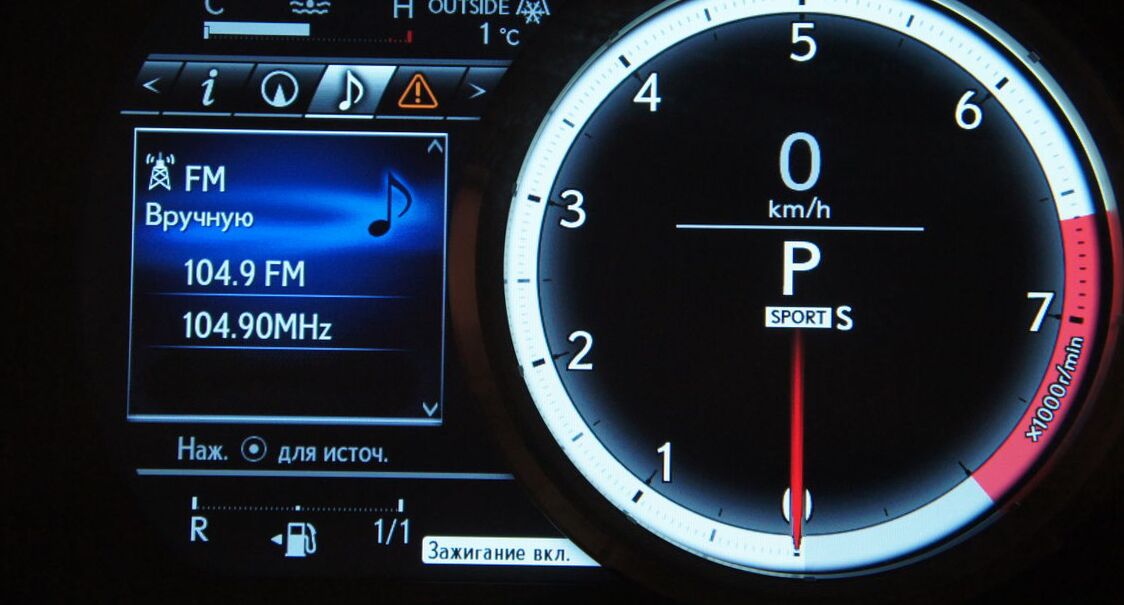 C H
OUTSIDE
1 °C
< i >
FM
Вручную
104.9 FM
104.90MHz
Наж. для источ.
R 1/1
Зажигание вкл.
0
km/h
P
SPORT S
0
1
2
3
4
5
6
7
x1000r/min